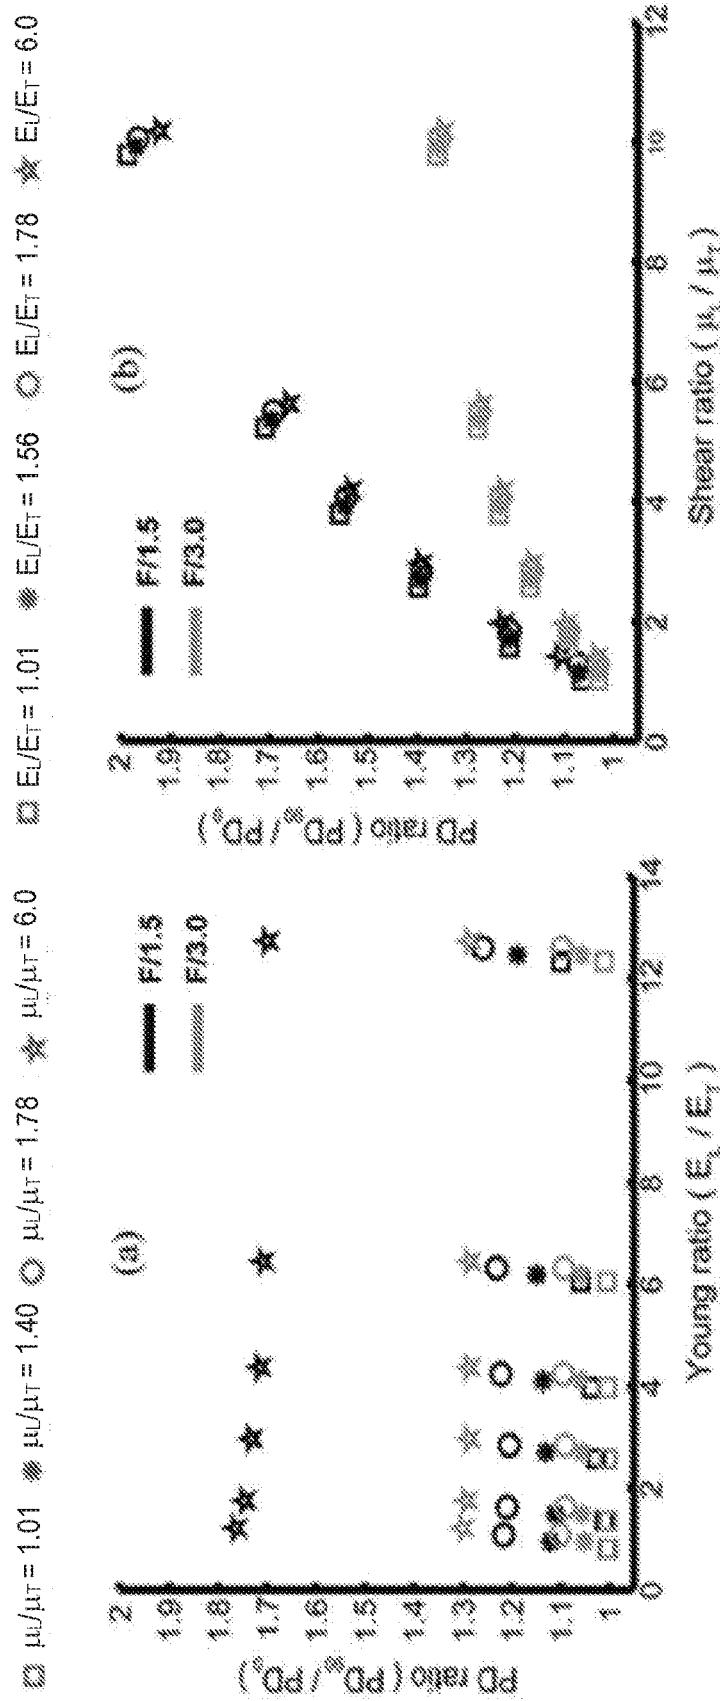 □ μL/μT = 1.01 ✸ μL/μT = 1.40 ○ μL/μT = 1.78 ☆ μL/μT = 6.0
□ EL/ET = 1.01 ✸ EL/ET = 1.56 ○ EL/ET = 1.78 ☆ EL/ET = 6.0
(a)
F/1.5
F/3.0
2
1.9
1.8
1.7
1.6
1.5
1.4
1.3
1.2
1.1
1
PD ratio ( PD90 / PD0 )
0 2 4 6 8 10 12 14
Young ratio ( EL / ET )
(b)
F/1.5
F/3.0
2
1.9
1.8
1.7
1.6
1.5
1.4
1.3
1.2
1.1
1
PD ratio ( PD90 / PD0 )
0 2 4 6 8 10 12
Shear ratio ( μL / μT )